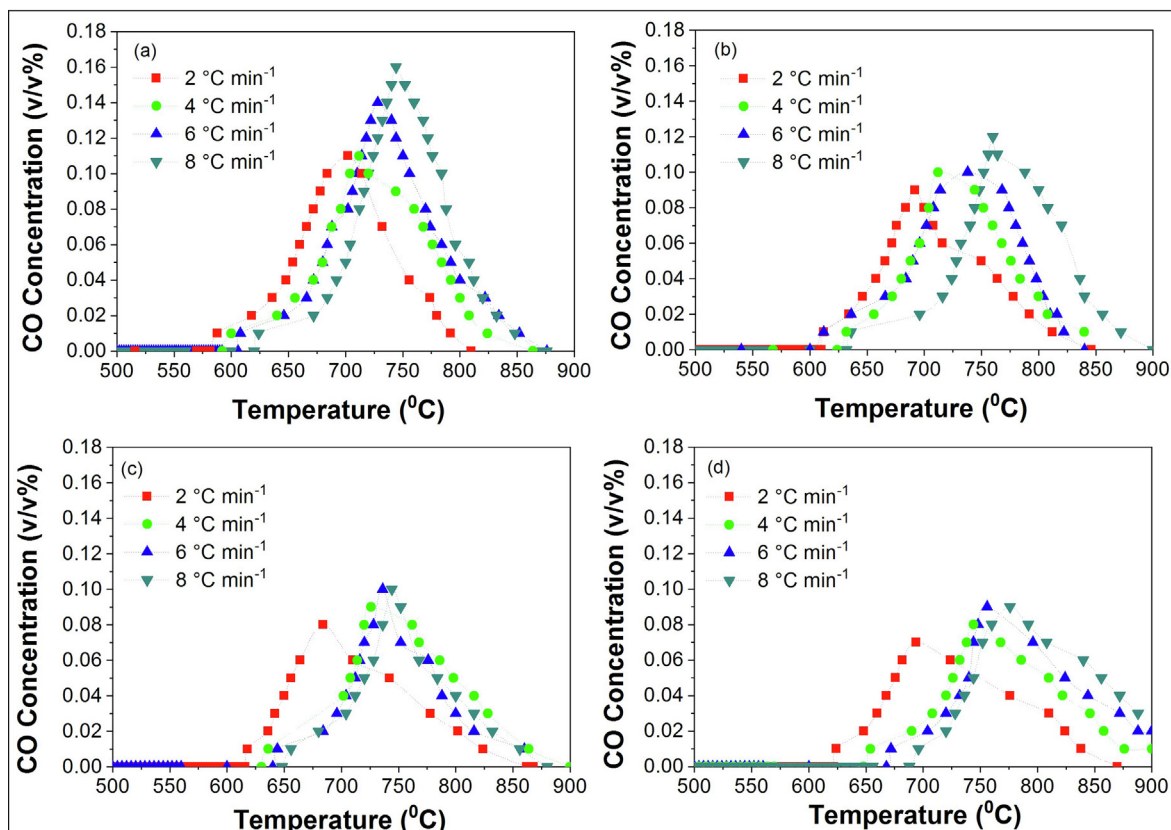 (a)
2 °C min⁻¹
4 °C min⁻¹
6 °C min⁻¹
8 °C min⁻¹
CO Concentration (v/v%)
0.18
0.16
0.14
0.12
0.10
0.08
0.06
0.04
0.02
0.00
500 550 600 650 700 750 800 850 900
Temperature (⁰C)
(b)
2 °C min⁻¹
4 °C min⁻¹
6 °C min⁻¹
8 °C min⁻¹
CO Concentration (v/v%)
0.18
0.16
0.14
0.12
0.10
0.08
0.06
0.04
0.02
0.00
500 550 600 650 700 750 800 850 900
Temperature (⁰C)
(c)
2 °C min⁻¹
4 °C min⁻¹
6 °C min⁻¹
8 °C min⁻¹
CO Concentration (v/v%)
0.18
0.16
0.14
0.12
0.10
0.08
0.06
0.04
0.02
0.00
500 550 600 650 700 750 800 850 900
Temperature (⁰C)
(d)
2 °C min⁻¹
4 °C min⁻¹
6 °C min⁻¹
8 °C min⁻¹
CO Concentration (v/v%)
0.18
0.16
0.14
0.12
0.10
0.08
0.06
0.04
0.02
0.00
500 550 600 650 700 750 800 850 900
Temperature (⁰C)